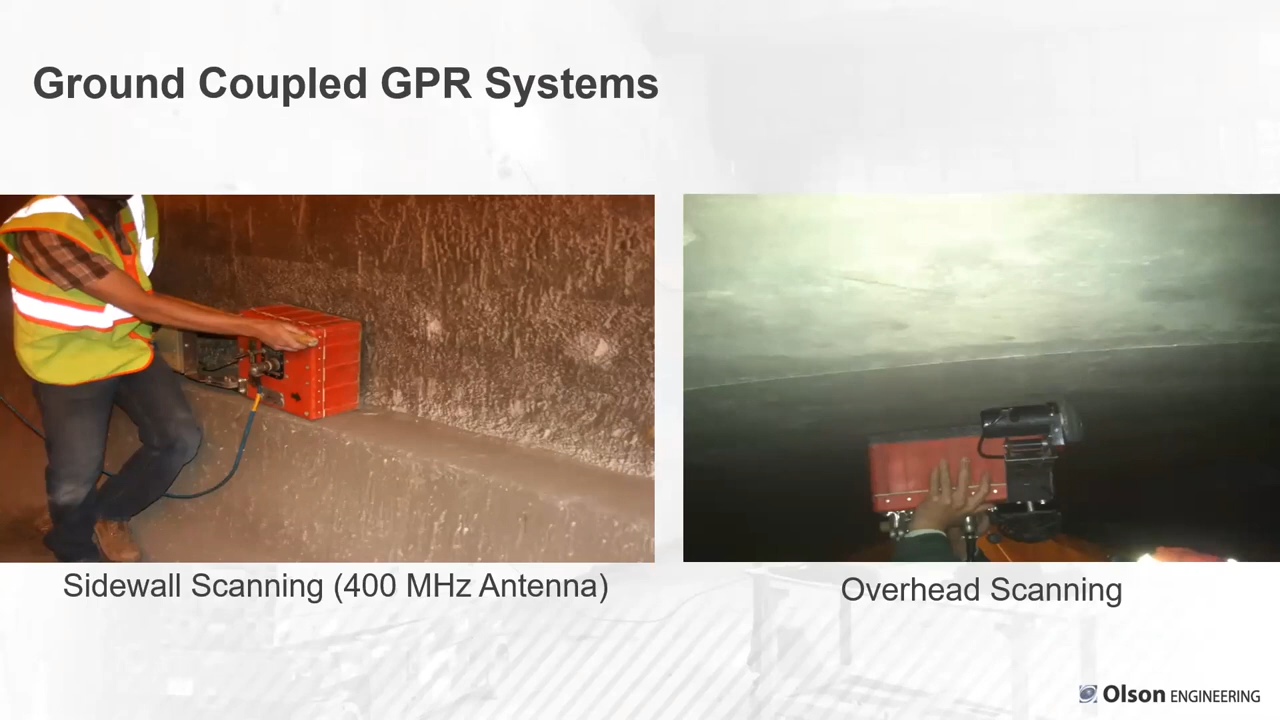 Ground Coupled GPR Systems
Sidewall Scanning (400 MHz Antenna)
Overhead Scanning
Olson ENGINEERING